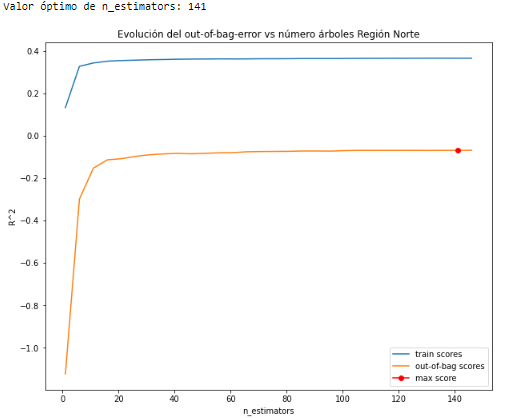 Valor óptimo de n_estimators: 141
Evolución del out-of-bag-error vs número árboles Región Norte
0.4
0.2
0.0
−0.2
−0.4
−0.6
−0.8
−1.0
R^2
0 20 40 60 80 100 120 140
n_estimators
train scores
out-of-bag scores
max score